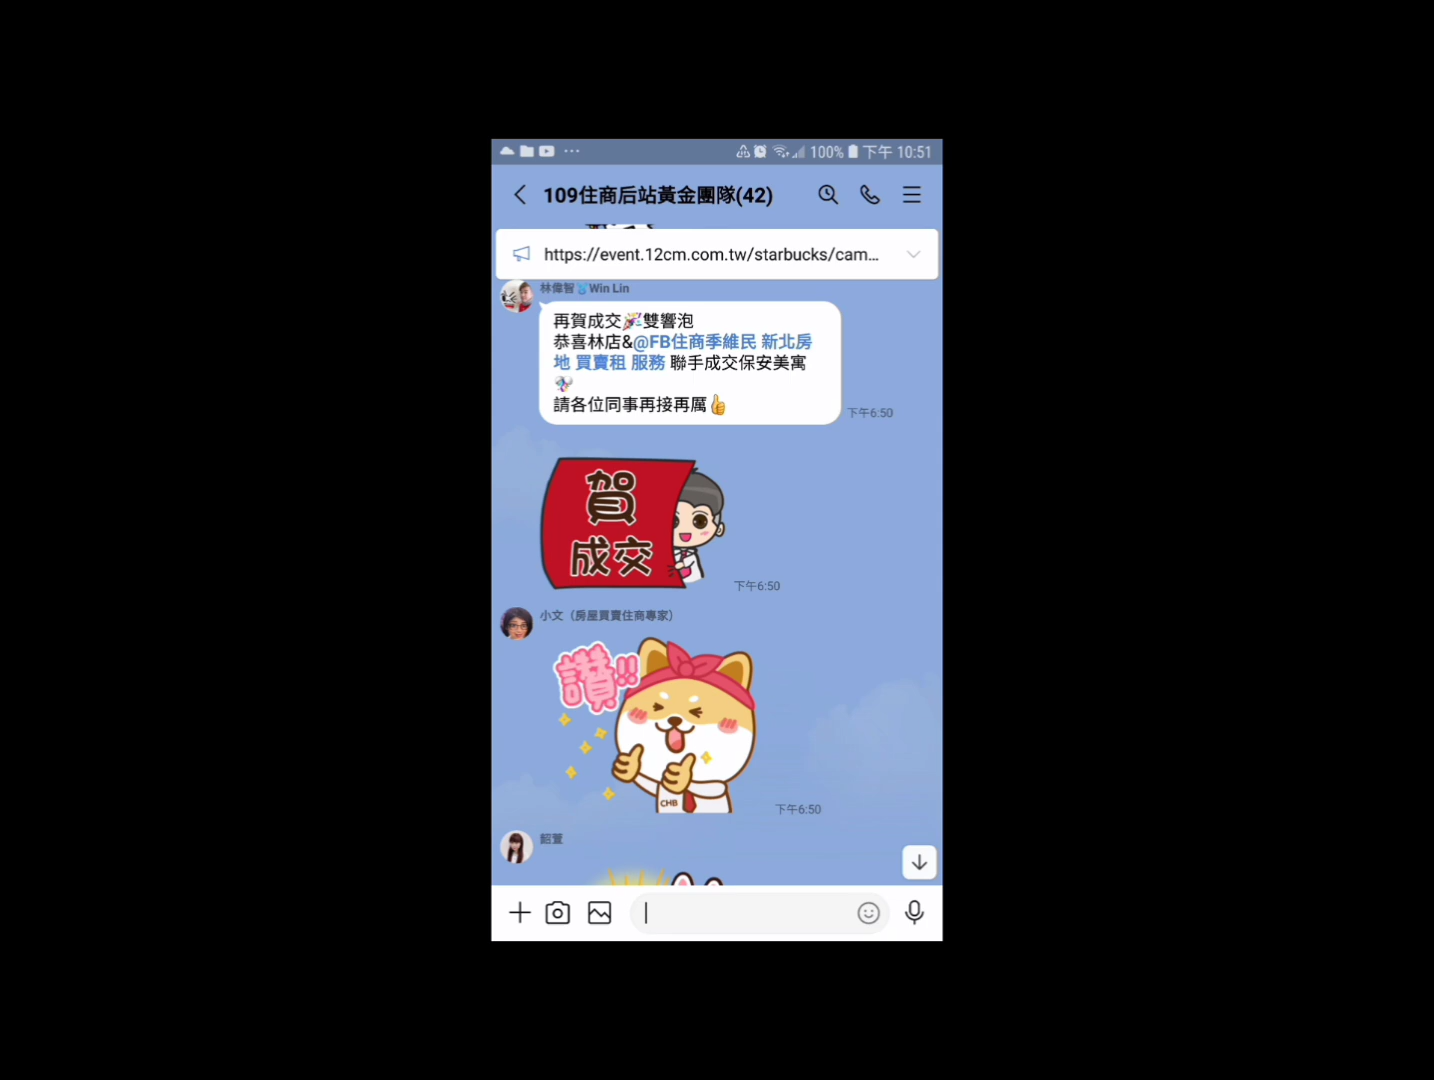 100% 下午 10:51
109住商后站黃金團隊(42)
https://event.12cm.com.tw/starbucks/cam...
林偉智🥈Win Lin
再賀成交🎉雙響泡
恭喜林店&@FB住商季維民 新北房
地 買賣租 服務 聯手成交保安美寓
🎊
請各位同事再接再厲👍
下午6:50
賀
成交
下午6:50
小文（房屋買賣住商專家）
讚!!
CHB
下午6:50
韶萱